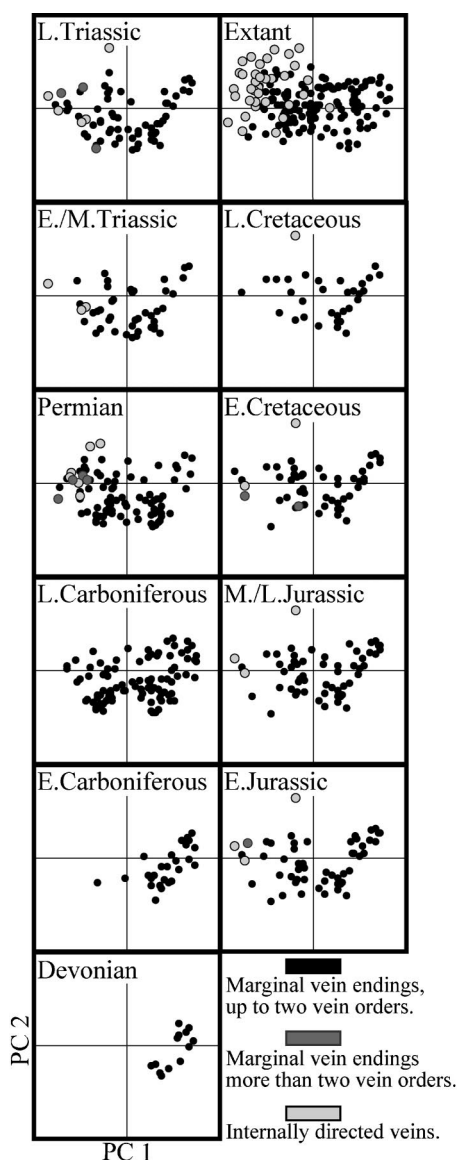 L.Triassic
Extant
E./M.Triassic
L.Cretaceous
Permian
E.Cretaceous
L.Carboniferous
M./L.Jurassic
E.Carboniferous
E.Jurassic
Devonian
PC 2
PC 1
Marginal vein endings,
up to two vein orders.
Marginal vein endings
more than two vein orders.
Internally directed veins.